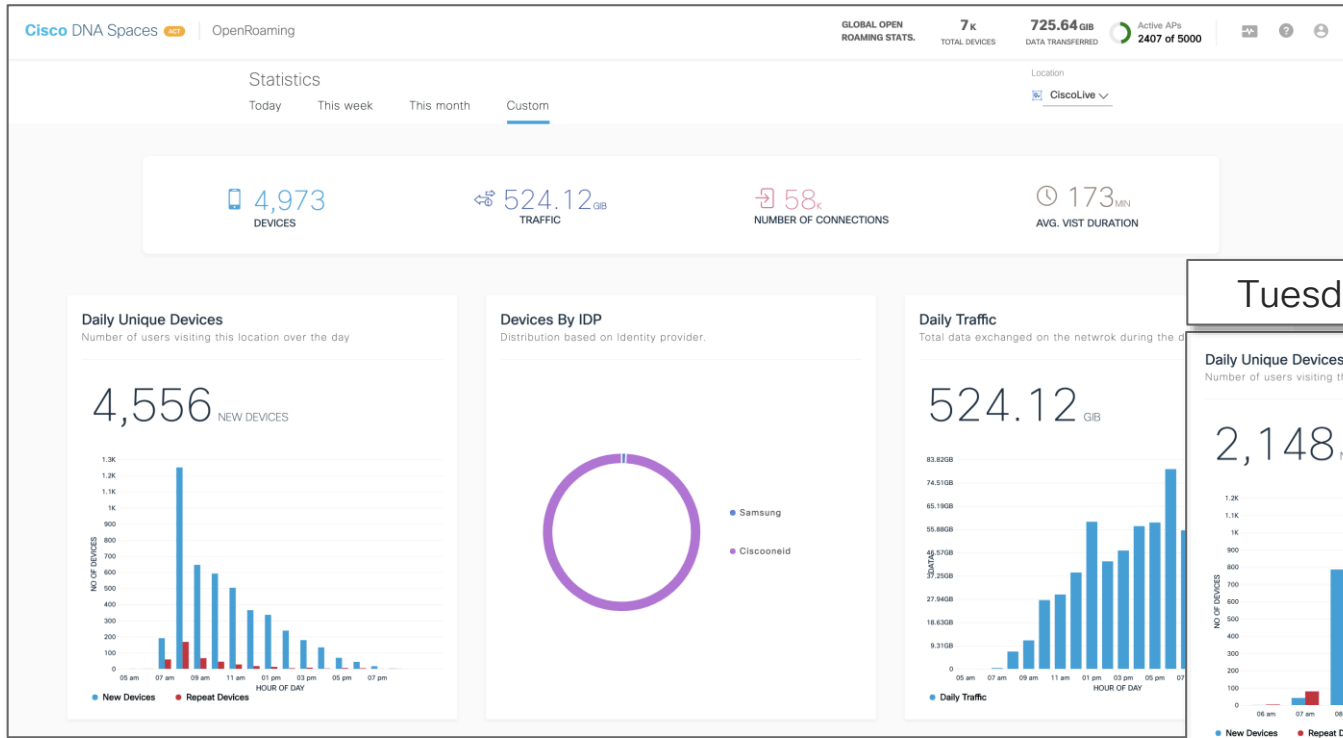 Cisco DNA Spaces ACT OpenRoaming
GLOBAL OPEN ROAMING STATS.
7K
TOTAL DEVICES
725.64 GIB
DATA TRANSFERRED
Active APs
2407 of 5000
Statistics
Today This week This month Custom
Location
CiscoLive
4,973
DEVICES
524.12 GIB
TRAFFIC
58K
NUMBER OF CONNECTIONS
173 MIN
AVG. VIST DURATION
Daily Unique Devices
Number of users visiting this location over the day
4,556 NEW DEVICES
1.3K
1.2K
1.1K
1K
900
800
700
600
500
400
300
200
100
0
NO OF DEVICES
05 am 07 am 09 am 11 am 01 pm 03 pm 05 pm 07 pm
HOUR OF DAY
New Devices Repeat Devices
Devices By IDP
Distribution based on Identity provider.
Samsung
Ciscooneid
Daily Traffic
Total data exchanged on the netwrok during the d
524.12 GIB
83.82GB
74.51GB
65.19GB
55.88GB
46.57GB
37.25GB
27.94GB
18.63GB
9.31GB
0
DATA
05 am 07 am 09 am 11 am 01 pm 03 pm 05 pm 07
HOUR OF DAY
Daily Traffic
Tuesd
Daily Unique Devices
Number of users visiting th
2,148
1.2K
1.1K
1K
900
800
700
600
500
400
300
200
100
0
NO OF DEVICES
06 am 07 am 08
New Devices Repeat D